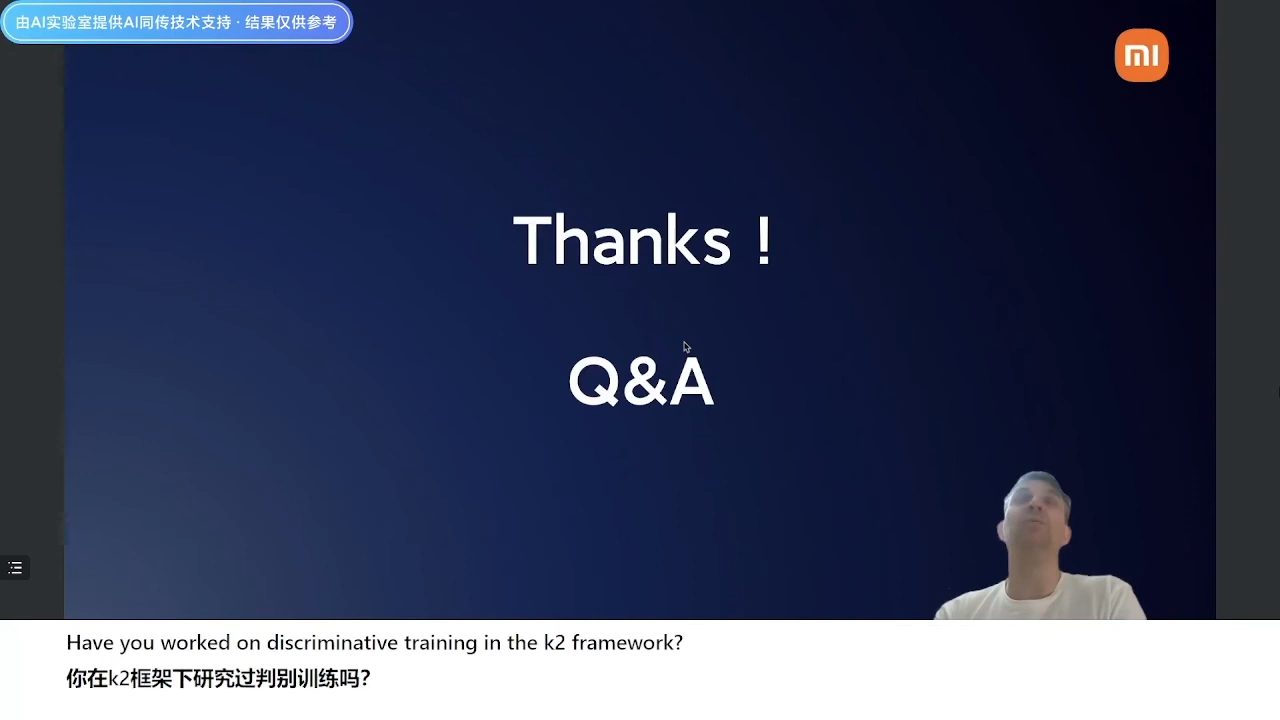 由AI实验室提供AI同传技术支持 · 结果仅供参考
mi
Thanks！
Q&A
Have you worked on discriminative training in the k2 framework?
你在k2框架下研究过判别训练吗?